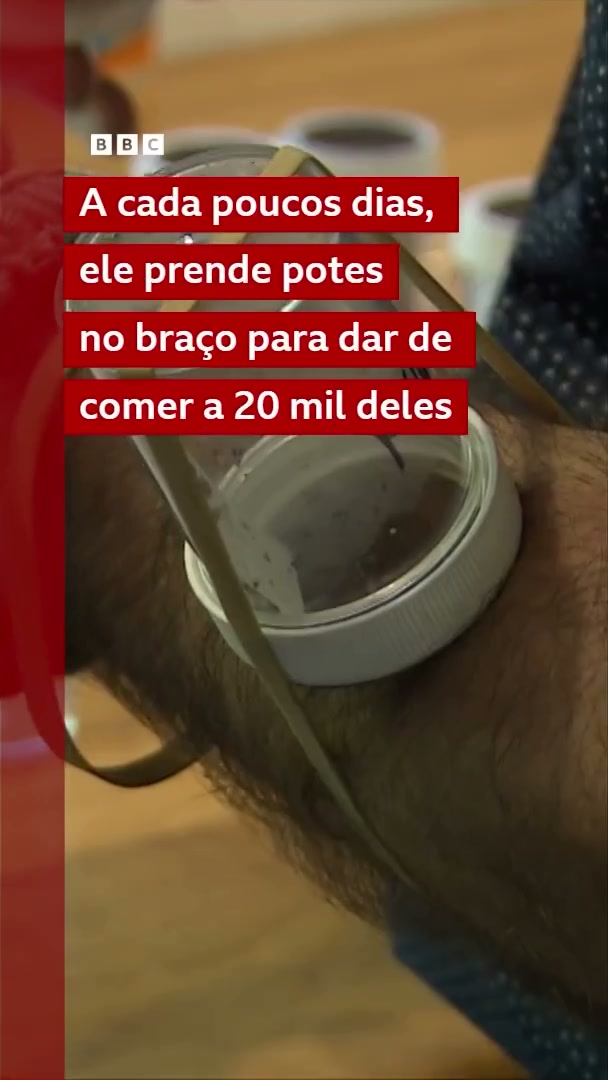 BBC
A cada poucos dias,
ele prende potes
no braço para dar de
comer a 20 mil deles